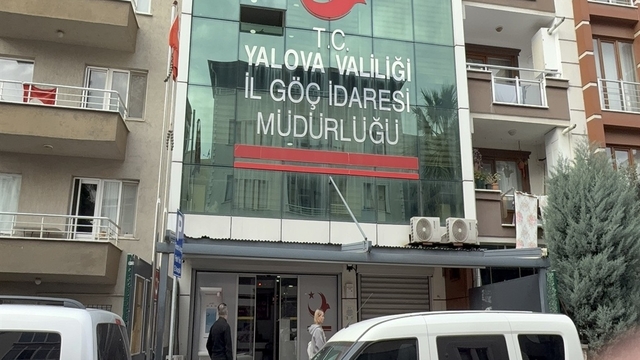 T.C.
YALOVA VALİLİĞİ
İL GÖÇ İDARESİ
MÜDÜRLÜĞÜ